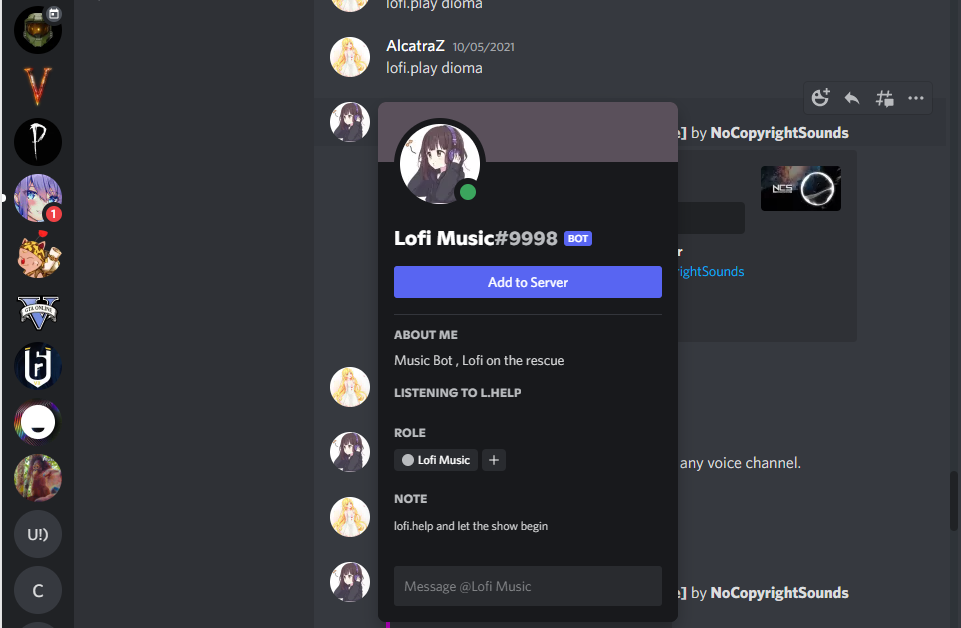 lofi.play dioma
AlcatraZ 10/05/2021
lofi.play dioma
e] by NoCopyrightSounds
NCS
Lofi Music#9998 BOT
r
rightSounds
Add to Server
ABOUT ME
Music Bot , Lofi on the rescue
LISTENING TO L.HELP
ROLE
Lofi Music +
any voice channel.
NOTE
lofi.help and let the show begin
Message @Lofi Music
e] by NoCopyrightSounds
1
GTA ONLINE
U!)
C